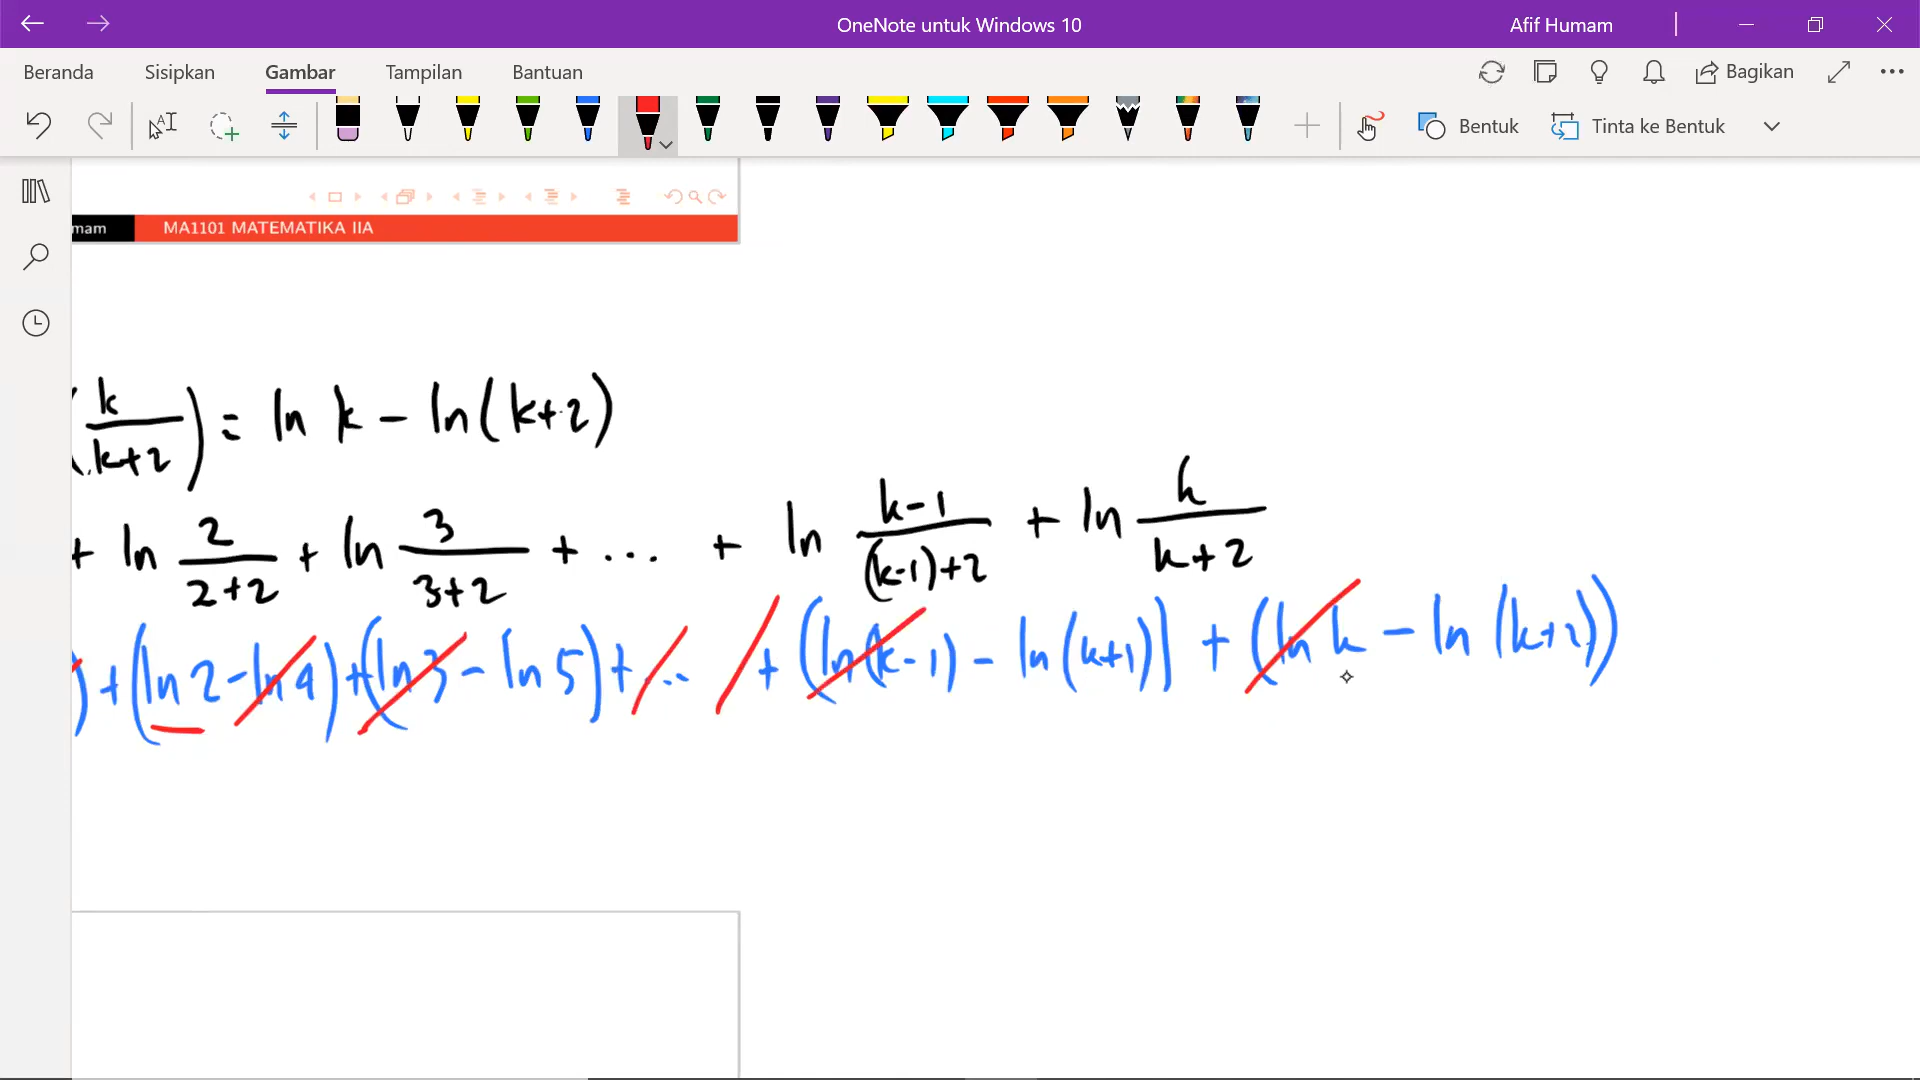 OneNote untuk Windows 10
Afif Humam
Beranda Sisipkan Gambar Tampilan Bantuan
Bagikan
Bentuk Tinta ke Bentuk
mam MA1101 MATEMATIKA IIA
(k/(k+2)) = ln k - ln(k+2)
+ ln 2/(2+2) + ln 3/(3+2) + ... + ln (k-1)/((k-1)+2) + ln k/(k+2)
) + (ln 2 - ln 4) + (ln 3 - ln 5) + ... + (ln(k-1) - ln(k+1)) + (ln k - ln(k+2))